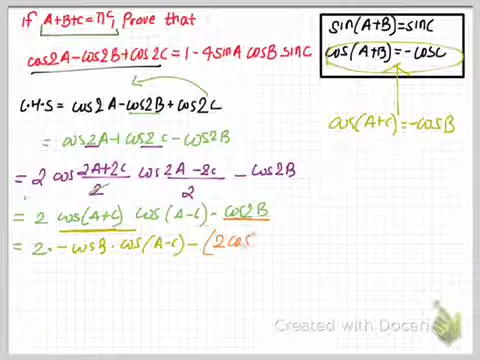 If A+B+C=πᶜ, Prove that
cos2A-cos2B+cos2C=1-4sinA cosB sinC
L.H.S= cos2A-cos2B+cos2C
= cos2A+cos2C-cos2B
= 2 cos (2A+2C)/2 cos (2A-2C)/2 - cos2B
= 2 cos(A+C) cos(A-C)- cos2B
= 2·-cosB·cos(A-C)-(2cos
sin(A+B)=sinC
cos(A+B)=-cosC
cos(A+C)=-cosB
Created with Doceri